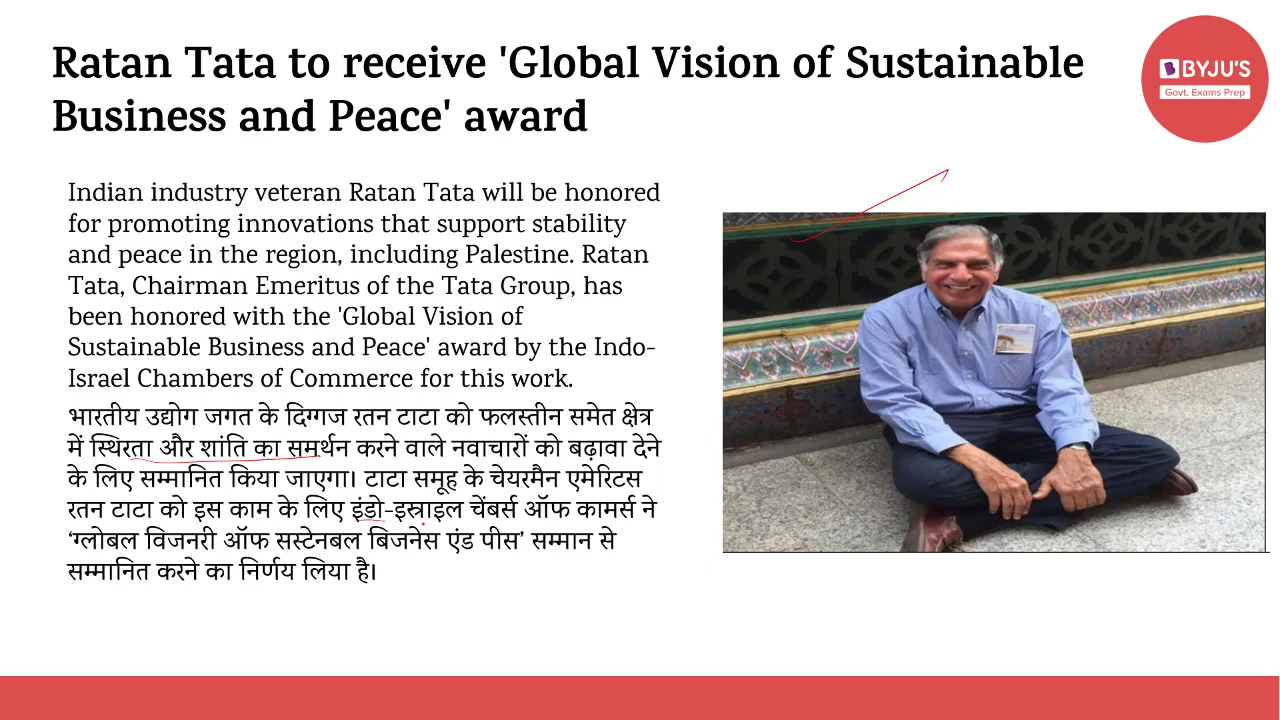 Ratan Tata to receive 'Global Vision of Sustainable
Business and Peace' award
BYJU'S
Govt. Exams Prep
Indian industry veteran Ratan Tata will be honored
for promoting innovations that support stability
and peace in the region, including Palestine. Ratan
Tata, Chairman Emeritus of the Tata Group, has
been honored with the 'Global Vision of
Sustainable Business and Peace' award by the Indo-
Israel Chambers of Commerce for this work.
भारतीय उद्योग जगत के दिग्गज रतन टाटा को फलस्तीन समेत क्षेत्र
में स्थिरता और शांति का समर्थन करने वाले नवाचारों को बढ़ावा देने
के लिए सम्मानित किया जाएगा। टाटा समूह के चेयरमैन एमेरिटस
रतन टाटा को इस काम के लिए इंडो-इस्राइल चेंबर्स ऑफ कामर्स ने
‘ग्लोबल विजनरी ऑफ सस्टेनबल बिजनेस एंड पीस’ सम्मान से
सम्मानित करने का निर्णय लिया है।